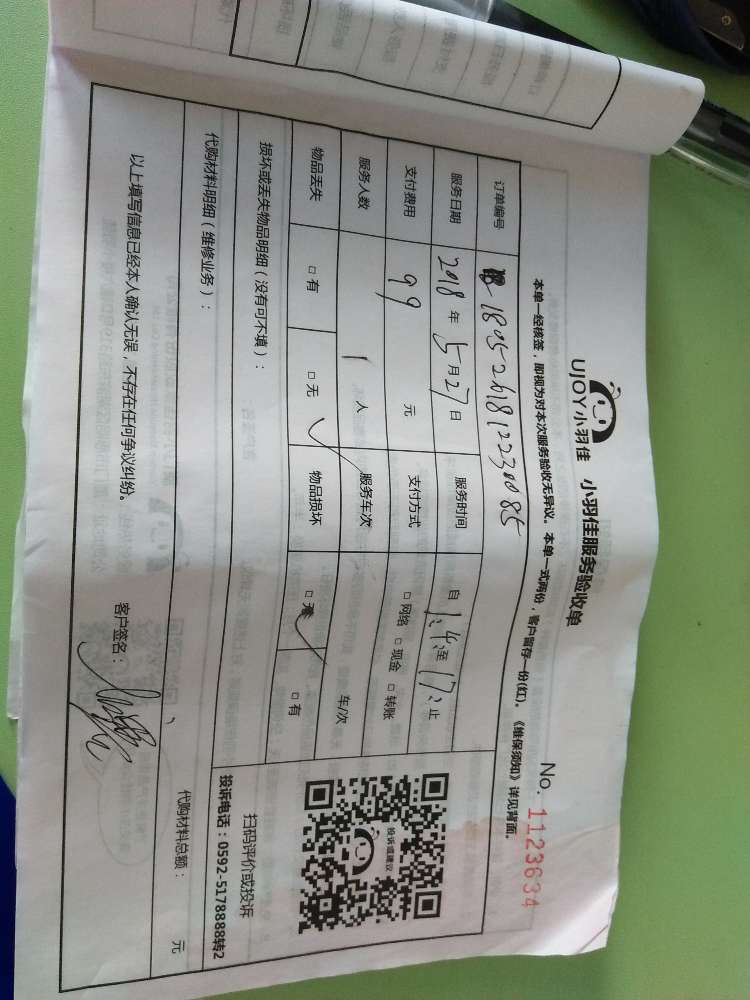 UJOY小羽佳 小羽佳服务验收单
No. 1123634
本单一经核签，即视为对本次服务验收无异议。本单一式两份，客户留存一份(红)。《维保须知》详见背面。
订单编号 1805261812230085
服务日期 2018年5月27日 服务时间 自 至17: 止
支付费用 99 元 支付方式 □网络 □现金 □转账
服务人数 1 人 服务车次 车/次
物品丢失 □有 □无 ✓ 物品损坏 □无 ✓ □有
投诉或建议
扫码评价或投诉
投诉电话：0592-5178888转2
损坏或丢失物品明细（没有可不填）：
代购材料明细（维修业务）：
代购材料总额： 元
以上填写信息已经本人确认无误，不存在任何争议纠纷。 客户签名：